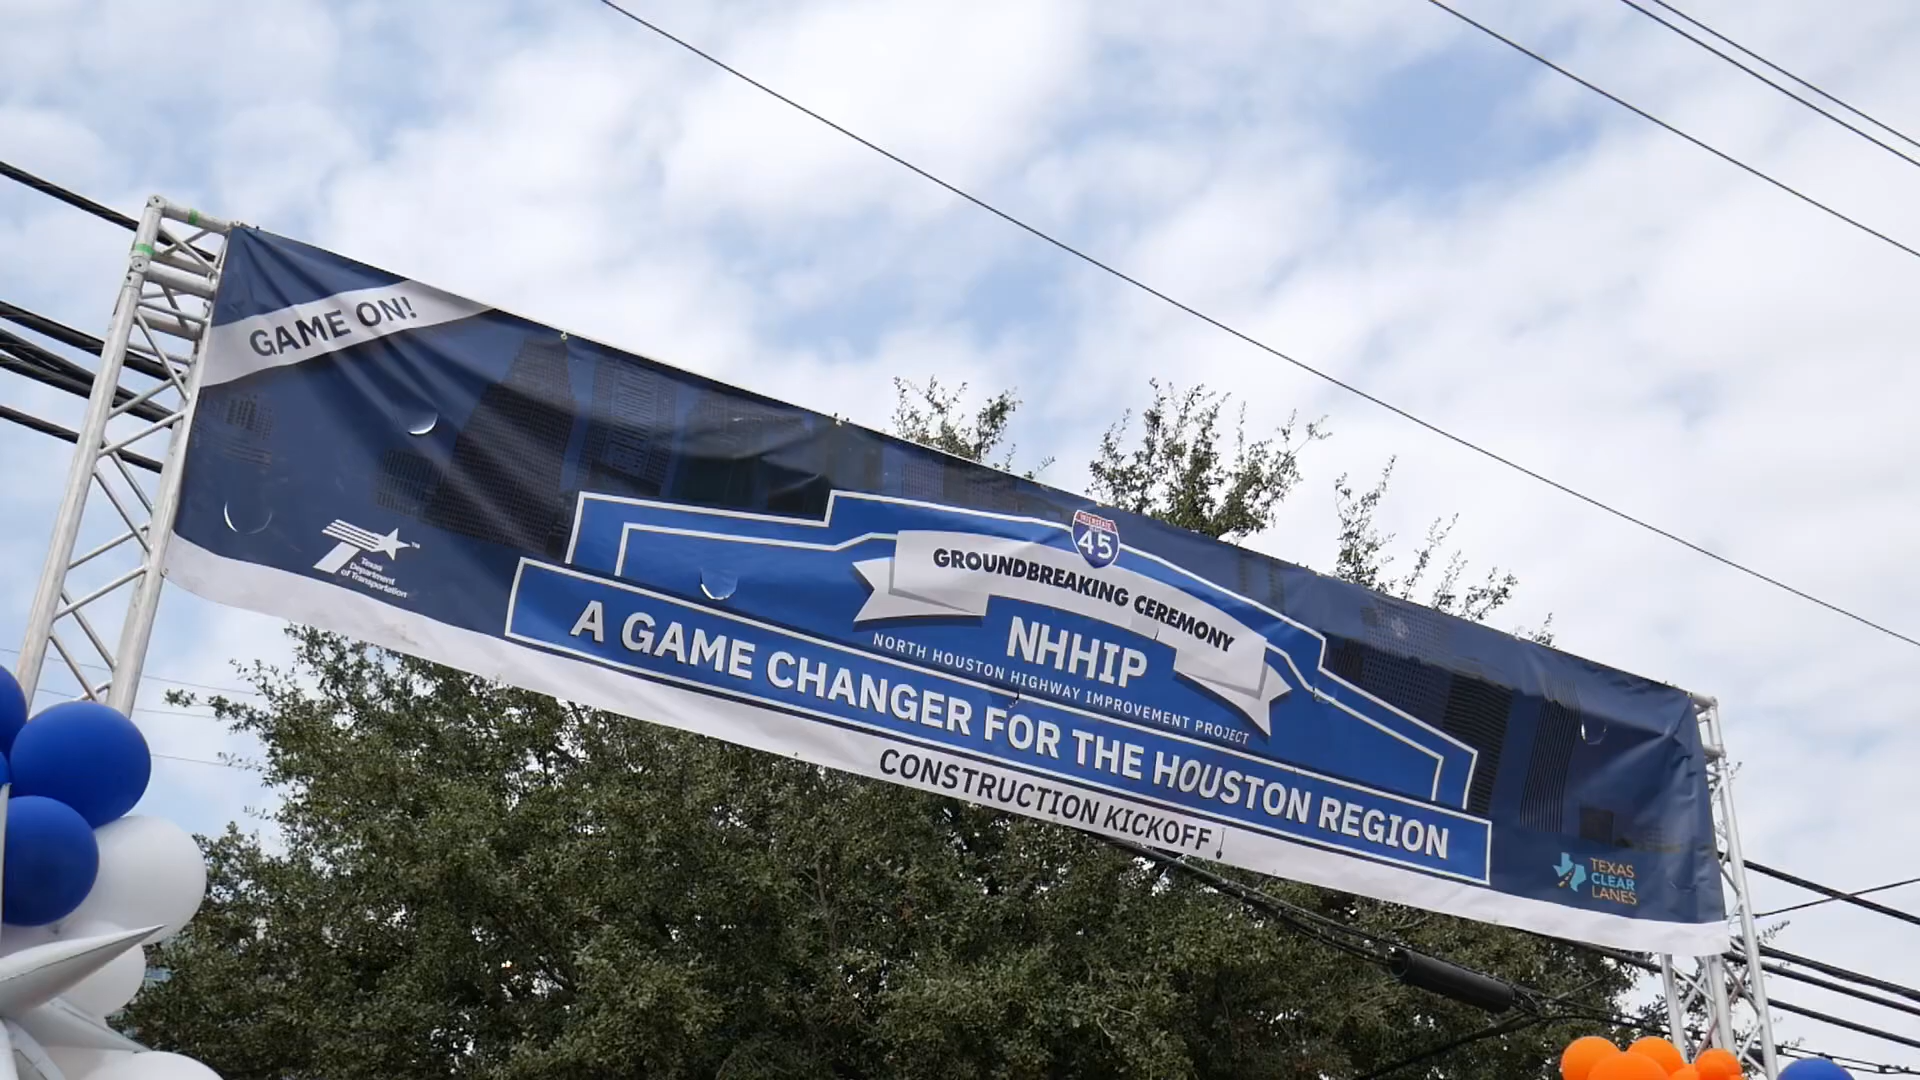 GAME ON!
Texas
Department
of Transportation
INTERSTATE
45
GROUNDBREAKING CEREMONY
NHHIP
NORTH HOUSTON HIGHWAY IMPROVEMENT PROJECT
A GAME CHANGER FOR THE HOUSTON REGION
CONSTRUCTION KICKOFF
TEXAS
CLEAR
LANES